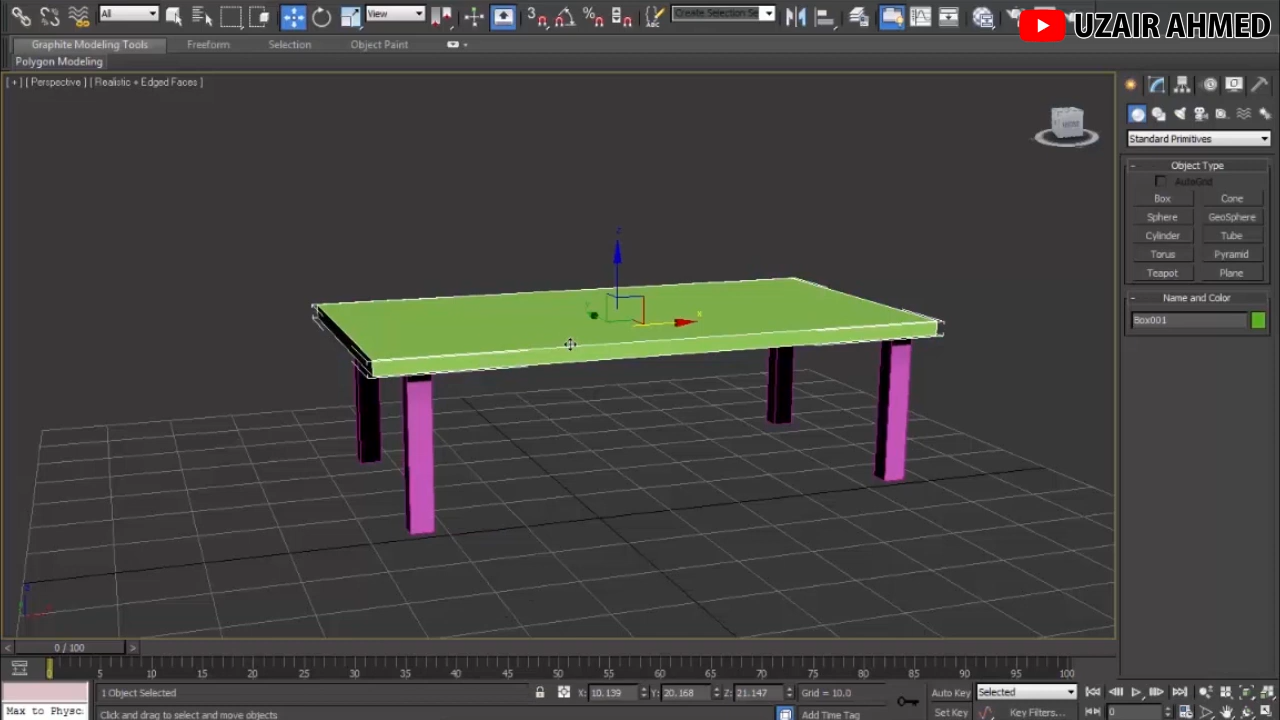 All
View
Create Selection Se
UZAIR AHMED
Graphite Modeling Tools
Freeform
Selection
Object Paint
Polygon Modeling
[ + ] [ Perspective ] [ Realistic + Edged Faces ]
Standard Primitives
- Object Type
AutoGrid
Box
Cone
Sphere
GeoSphere
Cylinder
Tube
Torus
Pyramid
Teapot
Plane
- Name and Color
Box001
z
x
< 0 / 100 >
5 10 15 20 25 30 35 40 45 50 55 60 65 70 75 80 85 90 95 100
1 Object Selected
X: 10.139 Y: 20.168 Z: 21.147
Grid = 10.0
Auto Key
Selected
Max to Physc
Click and drag to select and move objects
Add Time Tag
Set Key
Key Filters...
0